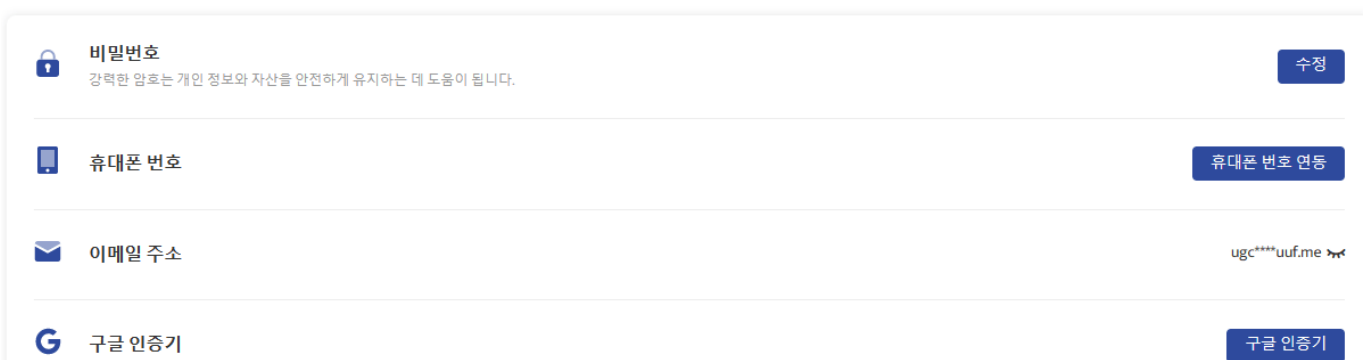 비밀번호
강력한 암호는 개인 정보와 자산을 안전하게 유지하는 데 도움이 됩니다.
수정
휴대폰 번호
휴대폰 번호 연동
이메일 주소
ugc****uuf.me
구글 인증기
구글 인증기